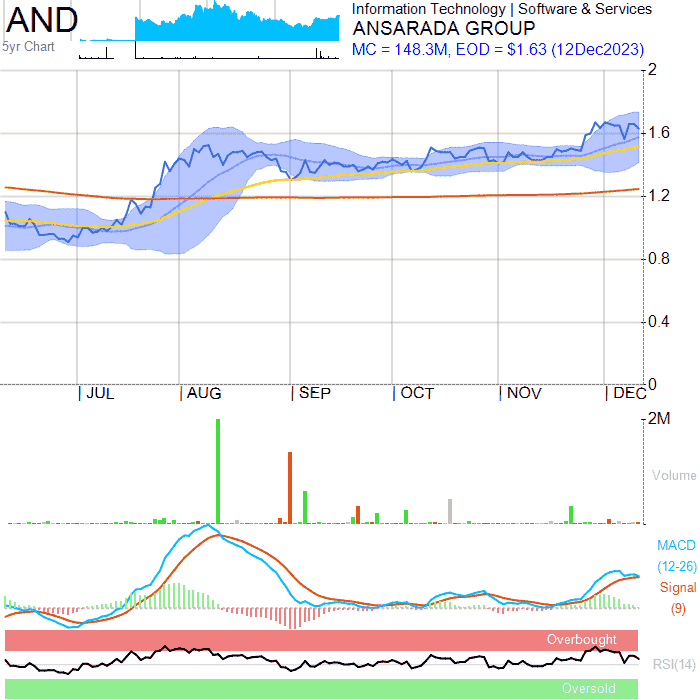 AND
5yr Chart
Information Technology | Software & Services
ANSARADA GROUP
MC = 148.3M, EOD = $1.63 (12Dec2023)
2
1.6
1.2
0.8
0.4
0
| JUL | AUG | SEP | OCT | NOV | DEC
2M
Volume
MACD
(12-26)
Signal
(9)
Overbought
RSI(14)
Oversold